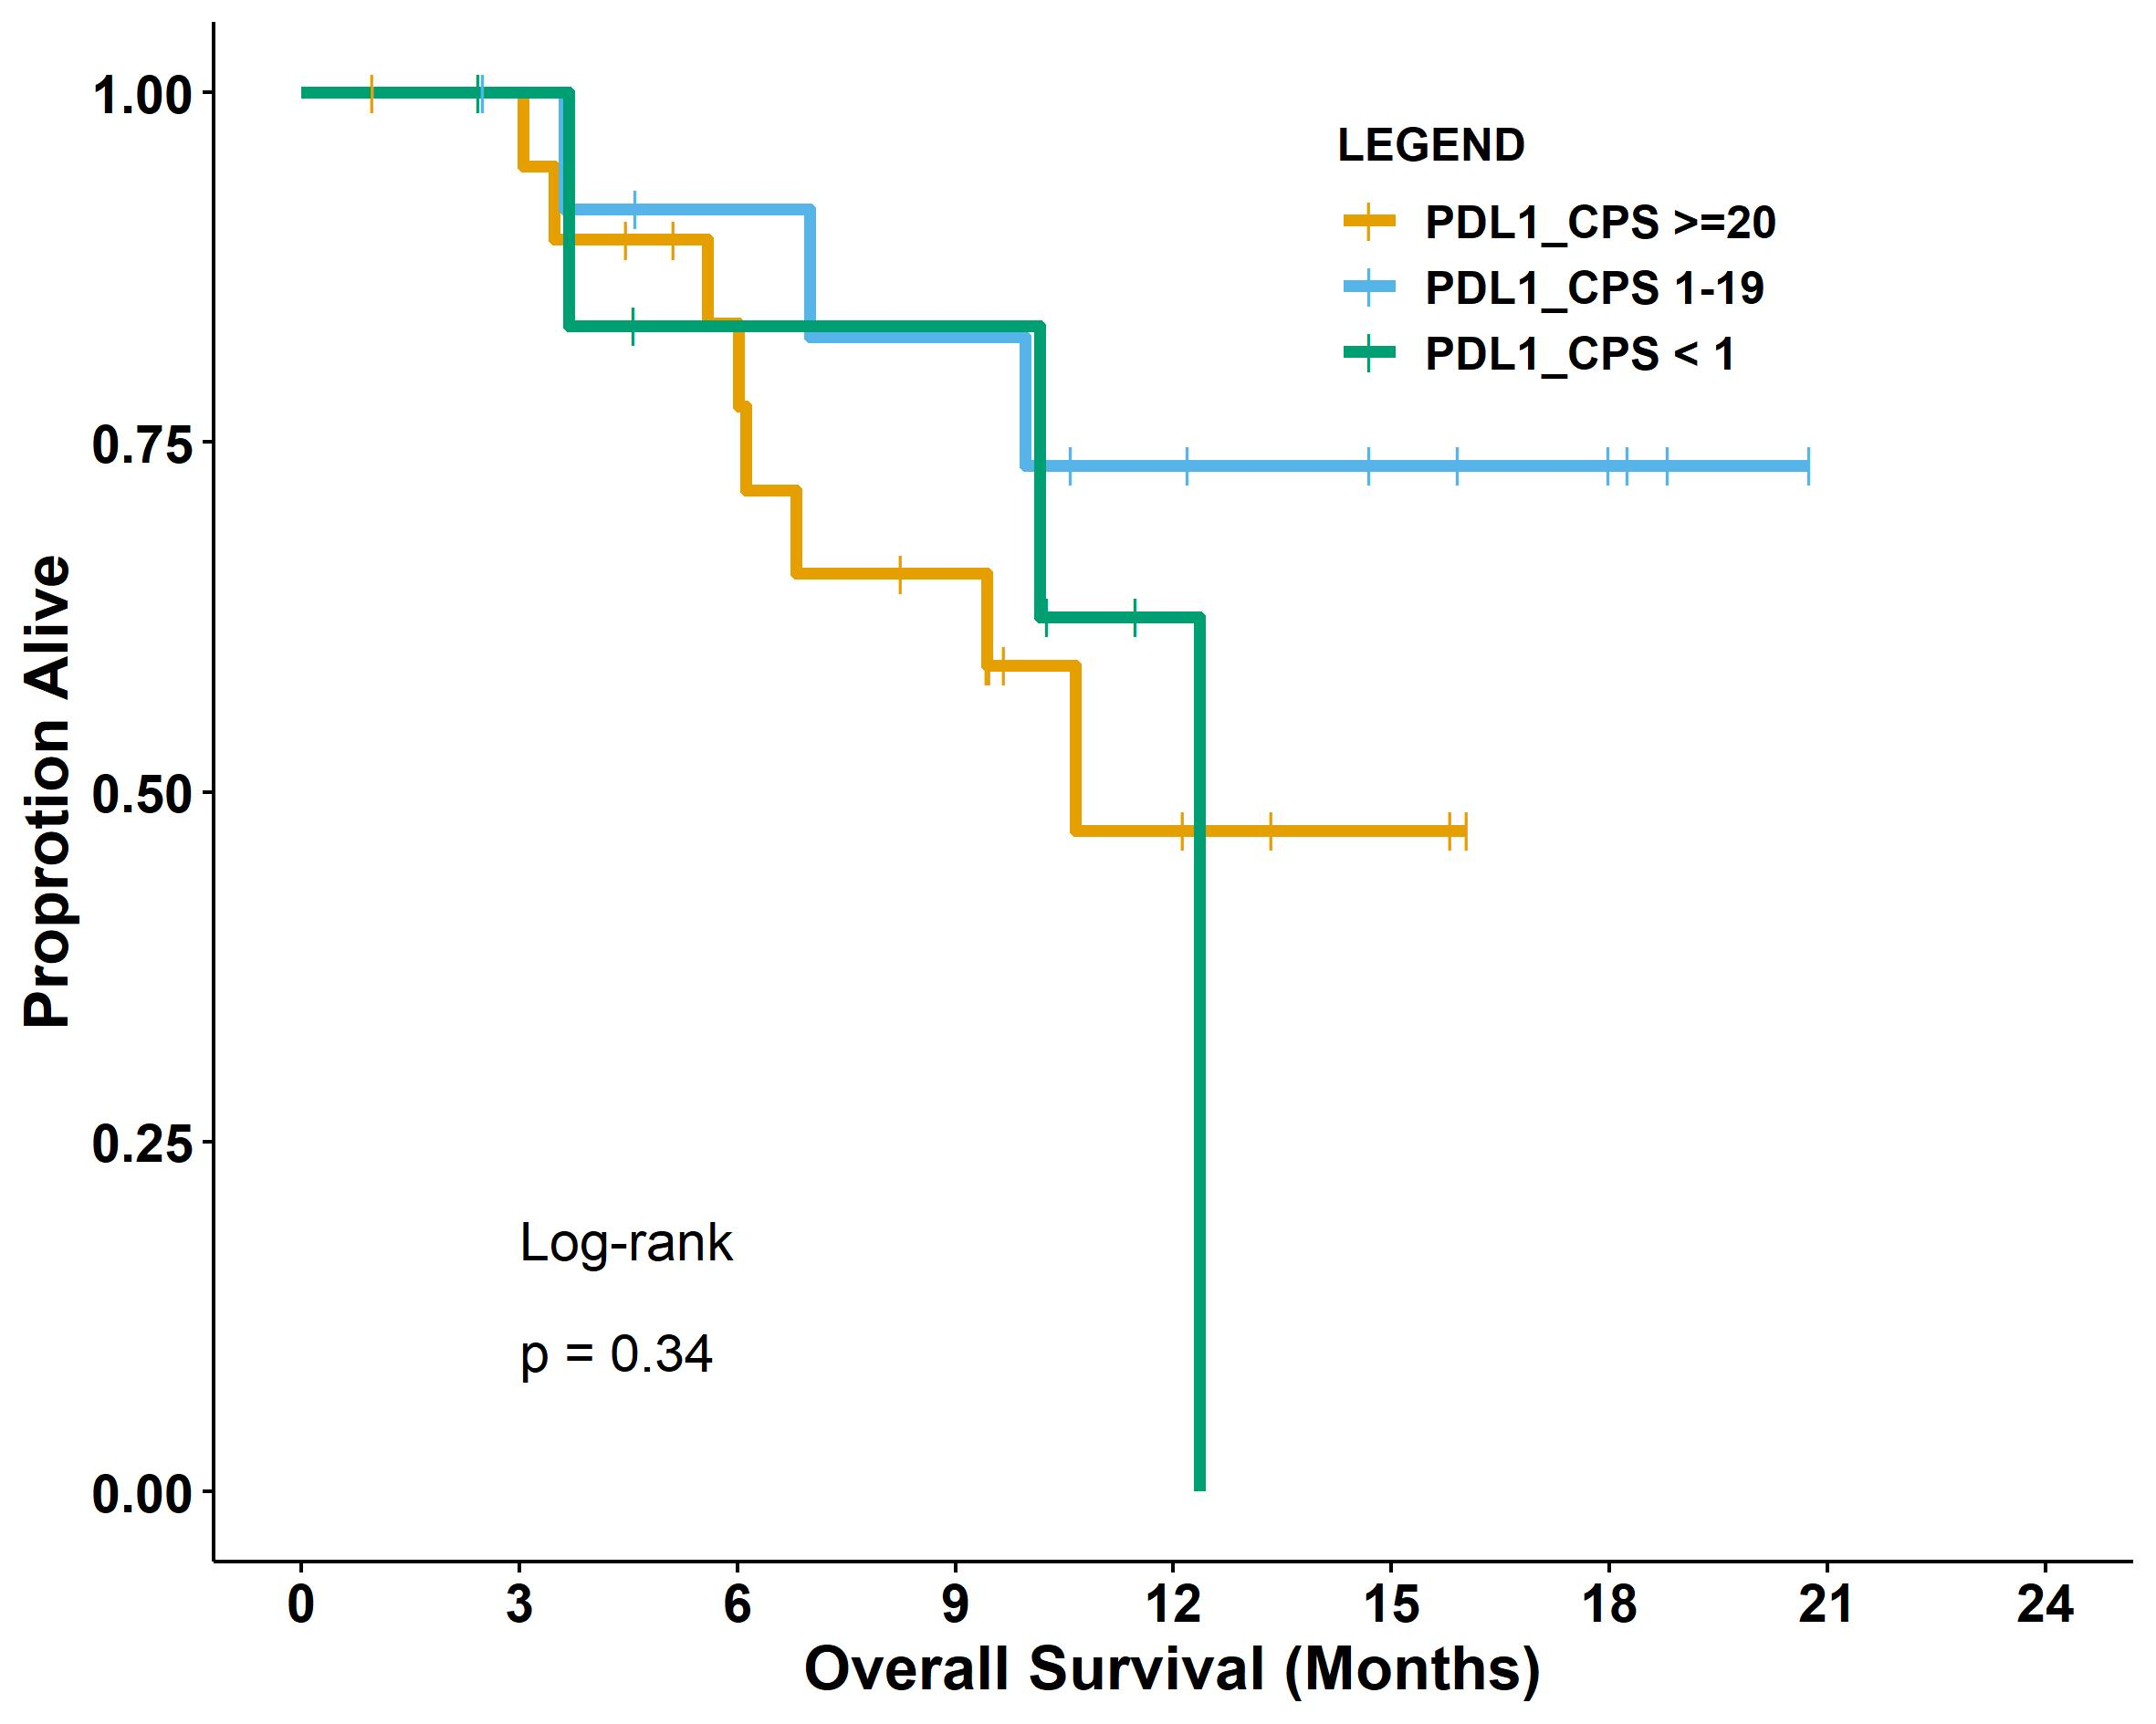 1.00
0.75
0.50
0.25
0.00
Proprotion Alive
LEGEND
PDL1_CPS >=20
PDL1_CPS 1-19
PDL1_CPS < 1
Log-rank
p = 0.34
0 3 6 9 12 15 18 21 24
Overall Survival (Months)